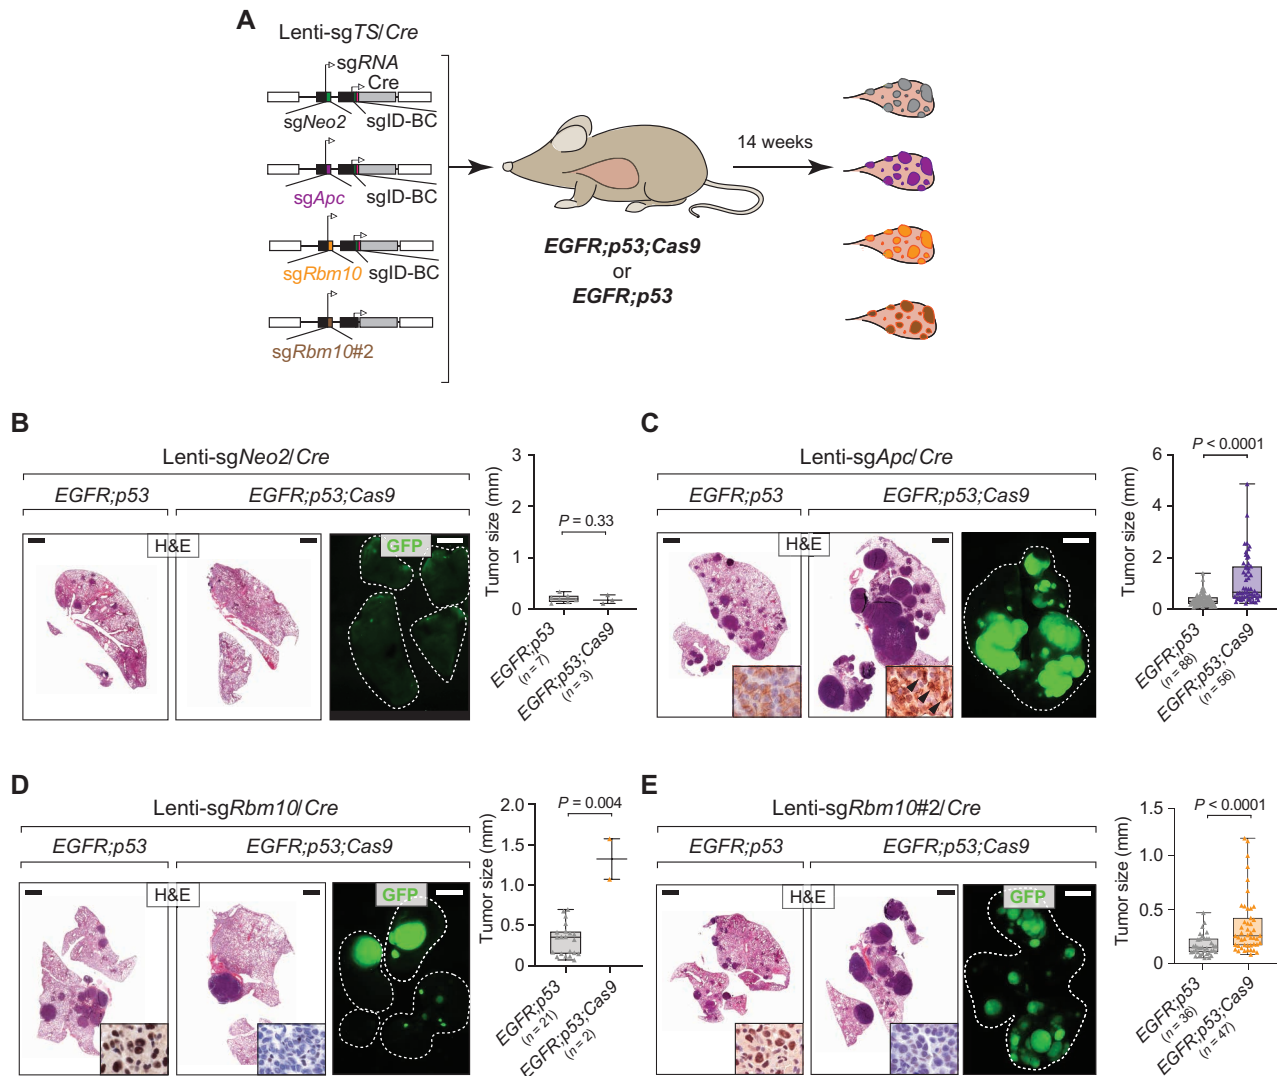 A
Lenti-sgTS/Cre
sgRNA
Cre
sgNeo2
sgID-BC
sgApc
sgID-BC
sgRbm10
sgID-BC
sgRbm10#2
EGFR;p53;Cas9
or
EGFR;p53
14 weeks
B
Lenti-sgNeo2/Cre
EGFR;p53
EGFR;p53;Cas9
H&E
GFP
Tumor size (mm)
3
2
1
0
P = 0.33
EGFR;p53
(n = 7)
EGFR;p53;Cas9
(n = 3)
C
Lenti-sgApc/Cre
EGFR;p53
EGFR;p53;Cas9
H&E
GFP
Tumor size (mm)
6
4
2
0
P < 0.0001
EGFR;p53
(n = 88)
EGFR;p53;Cas9
(n = 56)
D
Lenti-sgRbm10/Cre
EGFR;p53
EGFR;p53;Cas9
H&E
GFP
Tumor size (mm)
2.0
1.5
1.0
0.5
0
P = 0.004
EGFR;p53
(n = 21)
EGFR;p53;Cas9
(n = 2)
E
Lenti-sgRbm10#2/Cre
EGFR;p53
EGFR;p53;Cas9
H&E
GFP
Tumor size (mm)
1.5
1.0
0.5
0
P < 0.0001
EGFR;p53
(n = 36)
EGFR;p53;Cas9
(n = 47)